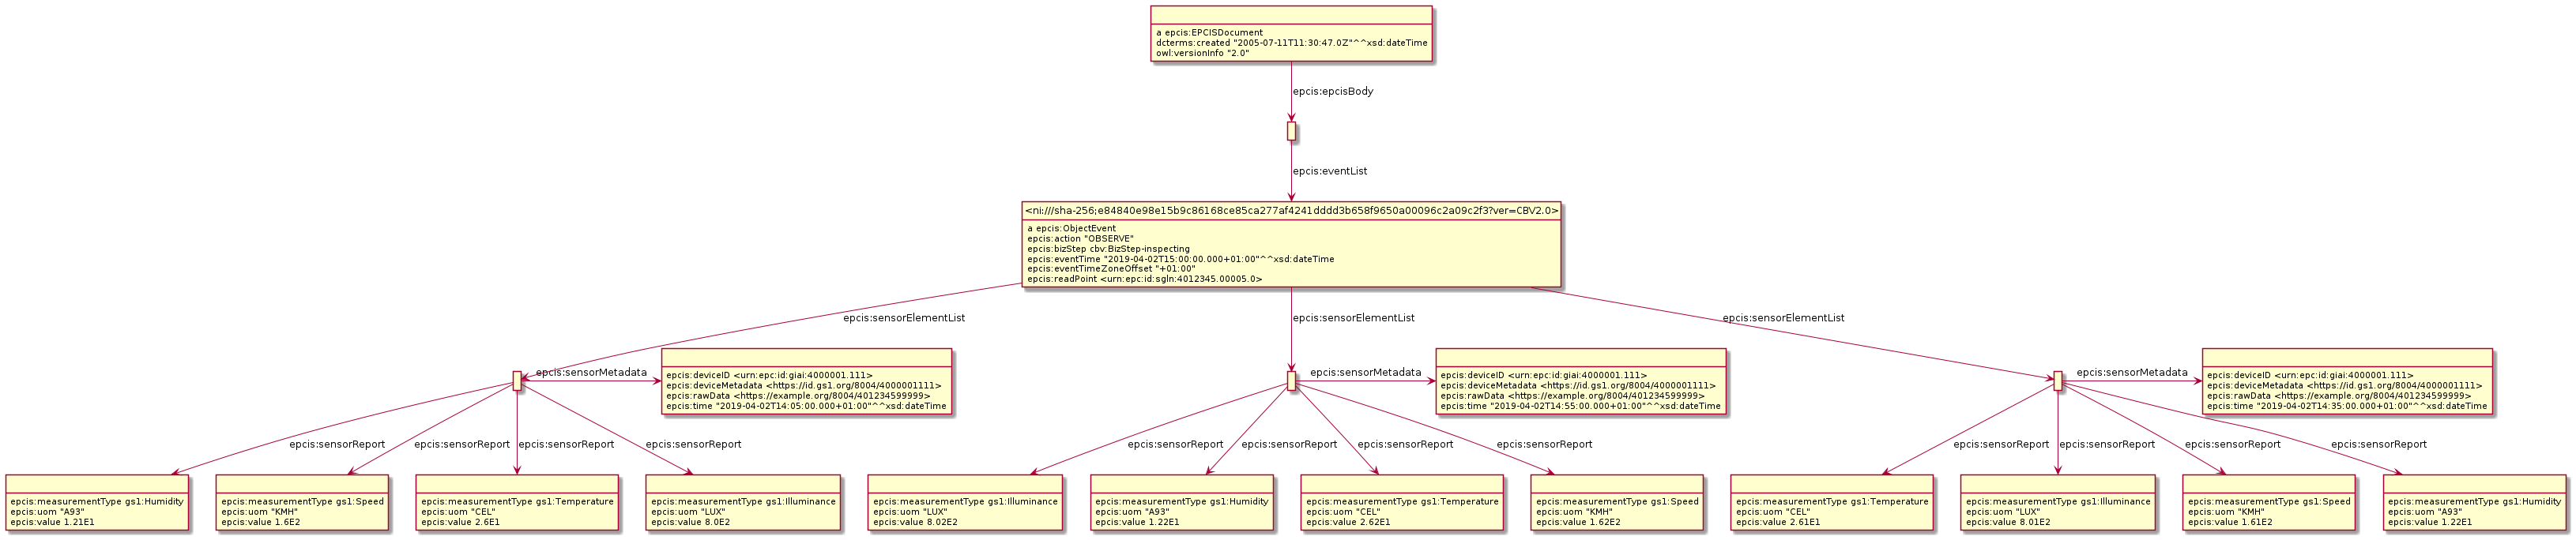 a epcis:EPCISDocument
dcterms:created "2005-07-11T11:30:47.0Z"^^xsd:dateTime
owl:versionInfo "2.0"
epcis:epcisBody
epcis:eventList
<ni:///sha-256;e84840e98e15b9c86168ce85ca277af4241dddd3b658f9650a00096c2a09c2f3?ver=CBV2.0>
a epcis:ObjectEvent
epcis:action "OBSERVE"
epcis:bizStep cbv:BizStep-inspecting
epcis:eventTime "2019-04-02T15:00:00.000+01:00"^^xsd:dateTime
epcis:eventTimeZoneOffset "+01:00"
epcis:readPoint <urn:epc:id:sgln:4012345.00005.0>
epcis:sensorElementList
epcis:sensorElementList
epcis:sensorElementList
epcis:sensorMetadata
epcis:deviceID <urn:epc:id:giai:4000001.111>
epcis:deviceMetadata <https://id.gs1.org/8004/4000001111>
epcis:rawData <https://example.org/8004/401234599999>
epcis:time "2019-04-02T14:05:00.000+01:00"^^xsd:dateTime
epcis:sensorMetadata
epcis:deviceID <urn:epc:id:giai:4000001.111>
epcis:deviceMetadata <https://id.gs1.org/8004/4000001111>
epcis:rawData <https://example.org/8004/401234599999>
epcis:time "2019-04-02T14:55:00.000+01:00"^^xsd:dateTime
epcis:sensorMetadata
epcis:deviceID <urn:epc:id:giai:4000001.111>
epcis:deviceMetadata <https://id.gs1.org/8004/4000001111>
epcis:rawData <https://example.org/8004/401234599999>
epcis:time "2019-04-02T14:35:00.000+01:00"^^xsd:dateTime
epcis:sensorReport
epcis:sensorReport
epcis:sensorReport
epcis:sensorReport
epcis:sensorReport
epcis:sensorReport
epcis:sensorReport
epcis:sensorReport
epcis:sensorReport
epcis:sensorReport
epcis:sensorReport
epcis:sensorReport
epcis:measurementType gs1:Humidity
epcis:uom "A93"
epcis:value 1.21E1
epcis:measurementType gs1:Speed
epcis:uom "KMH"
epcis:value 1.6E2
epcis:measurementType gs1:Temperature
epcis:uom "CEL"
epcis:value 2.6E1
epcis:measurementType gs1:Illuminance
epcis:uom "LUX"
epcis:value 8.0E2
epcis:measurementType gs1:Illuminance
epcis:uom "LUX"
epcis:value 8.02E2
epcis:measurementType gs1:Humidity
epcis:uom "A93"
epcis:value 1.22E1
epcis:measurementType gs1:Temperature
epcis:uom "CEL"
epcis:value 2.62E1
epcis:measurementType gs1:Speed
epcis:uom "KMH"
epcis:value 1.62E2
epcis:measurementType gs1:Temperature
epcis:uom "CEL"
epcis:value 2.61E1
epcis:measurementType gs1:Illuminance
epcis:uom "LUX"
epcis:value 8.01E2
epcis:measurementType gs1:Speed
epcis:uom "KMH"
epcis:value 1.61E2
epcis:measurementType gs1:Humidity
epcis:uom "A93"
epcis:value 1.22E1